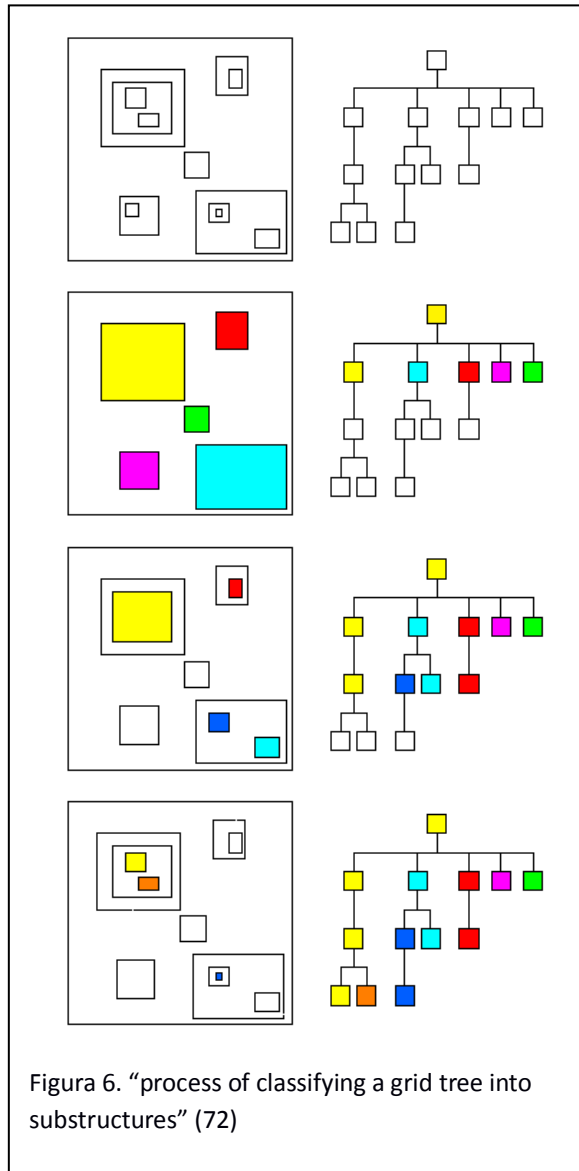 Figura 6. “process of classifying a grid tree into
substructures” (72)